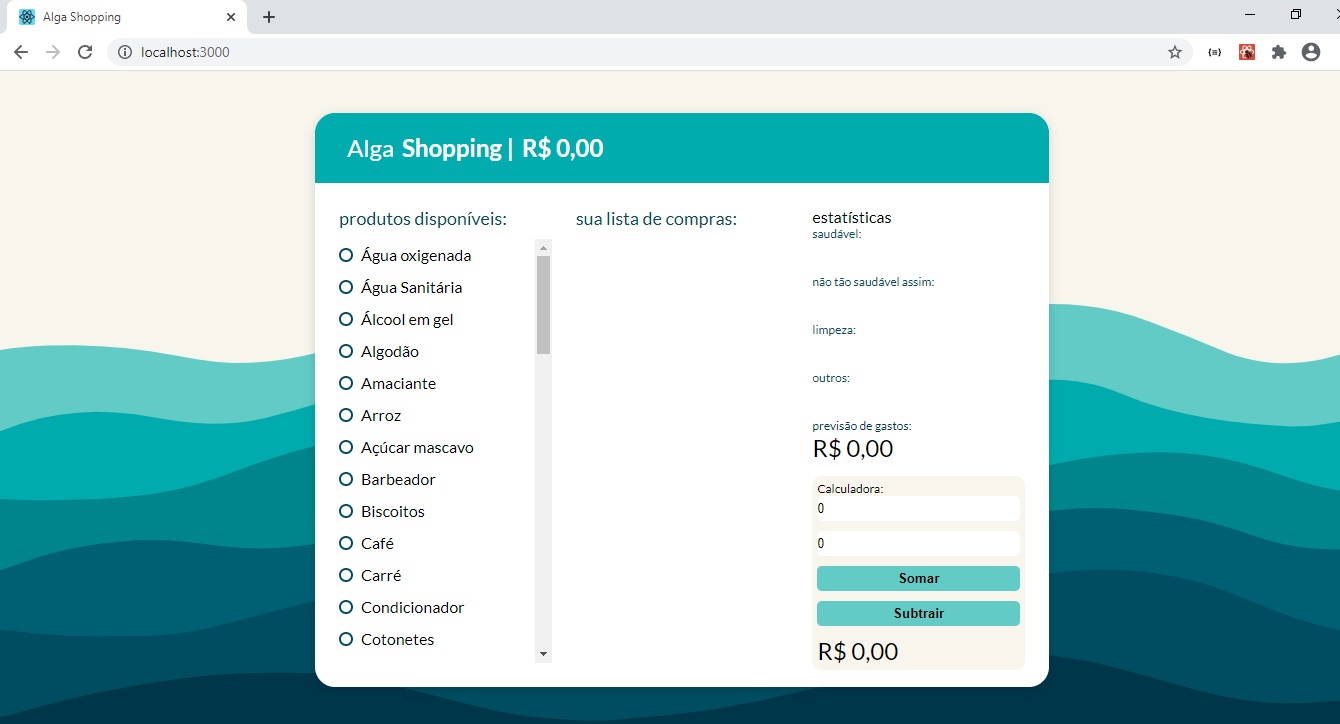 Alga Shopping
localhost:3000
Alga Shopping | R$ 0,00
produtos disponíveis:
Água oxigenada
Água Sanitária
Álcool em gel
Algodão
Amaciante
Arroz
Açúcar mascavo
Barbeador
Biscoitos
Café
Carré
Condicionador
Cotonetes
sua lista de compras:
estatísticas
saudável:
não tão saudável assim:
limpeza:
outros:
previsão de gastos:
R$ 0,00
Calculadora:
0
0
Somar
Subtrair
R$ 0,00